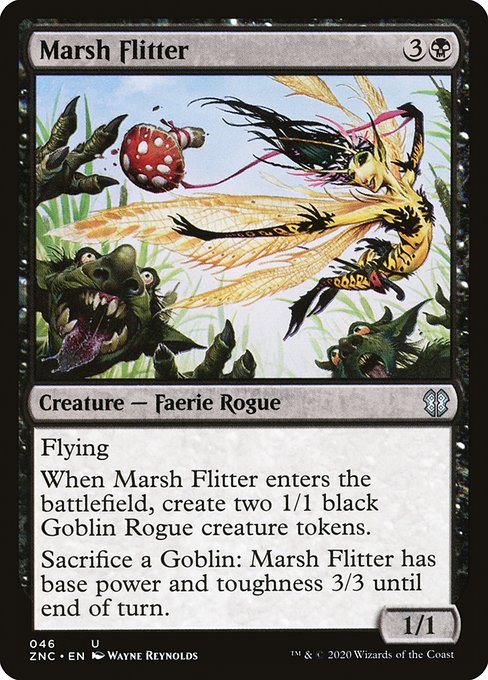 Marsh Flitter 3
Creature — Faerie Rogue
Flying
When Marsh Flitter enters the
battlefield, create two 1/1 black
Goblin Rogue creature tokens.
Sacrifice a Goblin: Marsh Flitter has
base power and toughness 3/3 until
end of turn.
1/1
046 U
ZNC • EN Wayne Reynolds
™ & © 2020 Wizards of the Coast